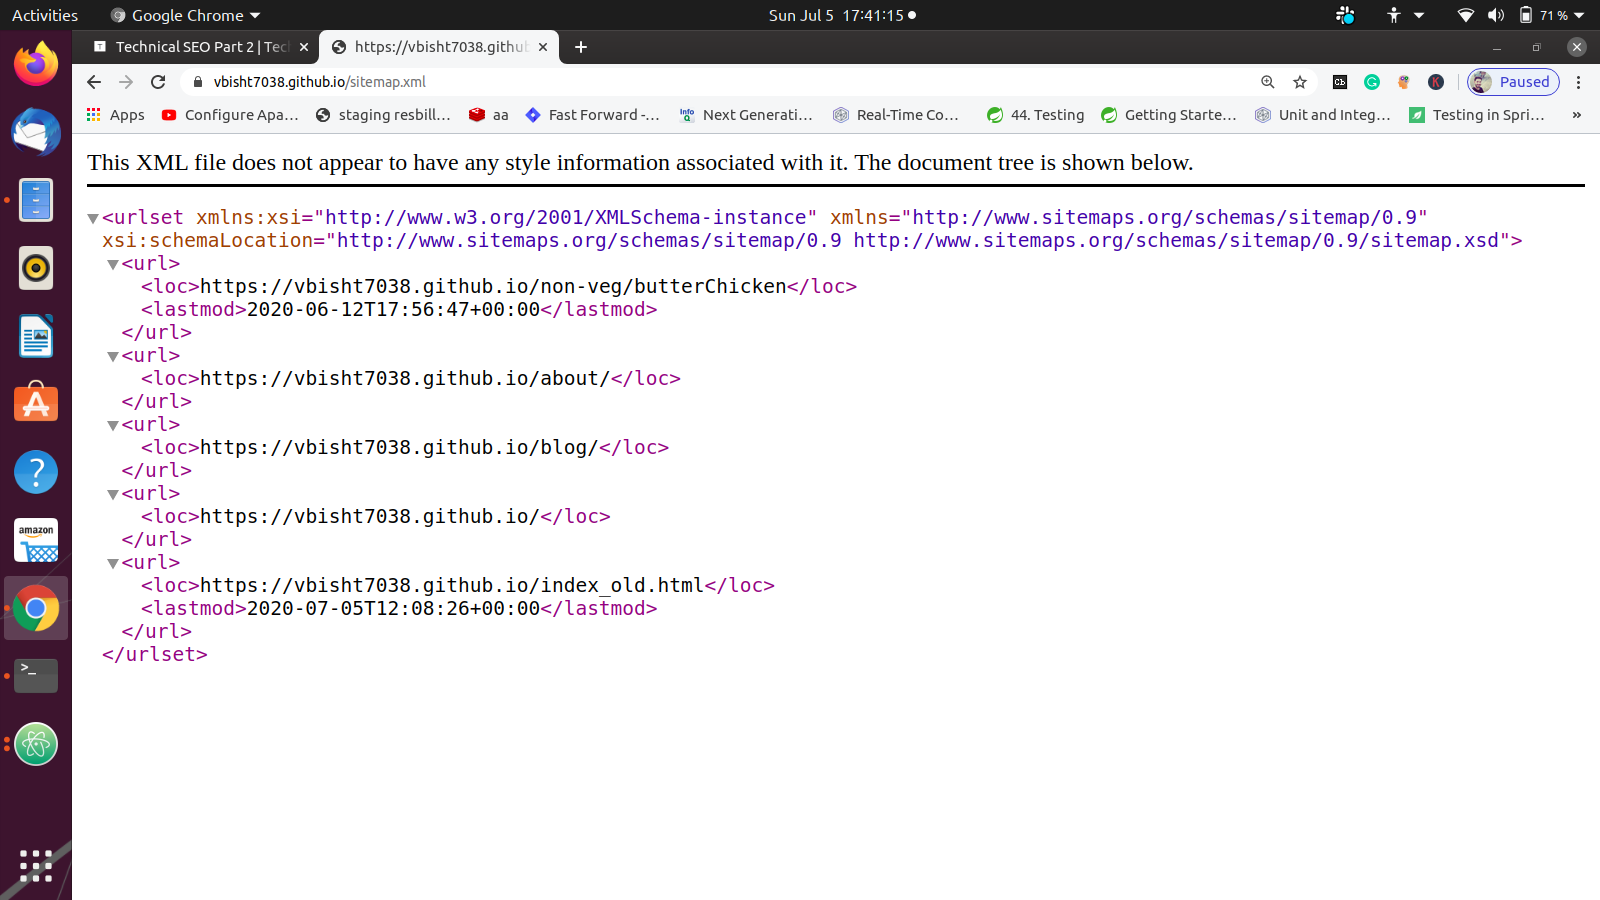 Activities Google Chrome Sun Jul 5 17:41:15 71 %
Technical SEO Part 2 | Tec https://vbisht7038.githu
vbisht7038.github.io/sitemap.xml Paused
Apps Configure Apa... staging resbill... aa Fast Forward -... Next Generati... Real-Time Co... 44. Testing Getting Starte... Unit and Integ... Testing in Spri... »
This XML file does not appear to have any style information associated with it. The document tree is shown below.
<urlset xmlns:xsi="http://www.w3.org/2001/XMLSchema-instance" xmlns="http://www.sitemaps.org/schemas/sitemap/0.9"
xsi:schemaLocation="http://www.sitemaps.org/schemas/sitemap/0.9 http://www.sitemaps.org/schemas/sitemap/0.9/sitemap.xsd">
<url>
<loc>https://vbisht7038.github.io/non-veg/butterChicken</loc>
<lastmod>2020-06-12T17:56:47+00:00</lastmod>
</url>
<url>
<loc>https://vbisht7038.github.io/about/</loc>
</url>
<url>
<loc>https://vbisht7038.github.io/blog/</loc>
</url>
<url>
<loc>https://vbisht7038.github.io/</loc>
</url>
<url>
<loc>https://vbisht7038.github.io/index_old.html</loc>
<lastmod>2020-07-05T12:08:26+00:00</lastmod>
</url>
</urlset>
amazon